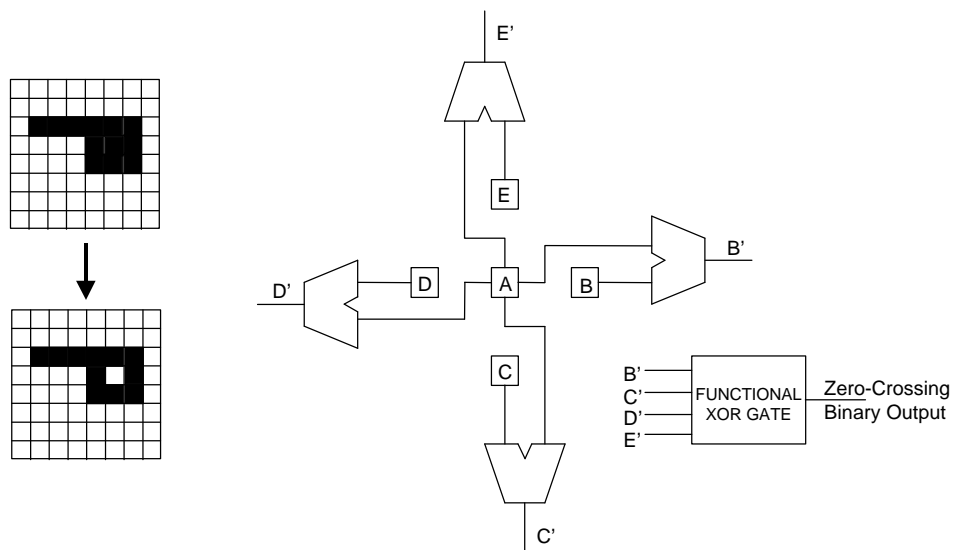 E’
E
B’
D’
D
A
B
C
B’
C’
D’
E’
FUNCTIONAL
XOR GATE
Zero-Crossing
Binary Output
C’